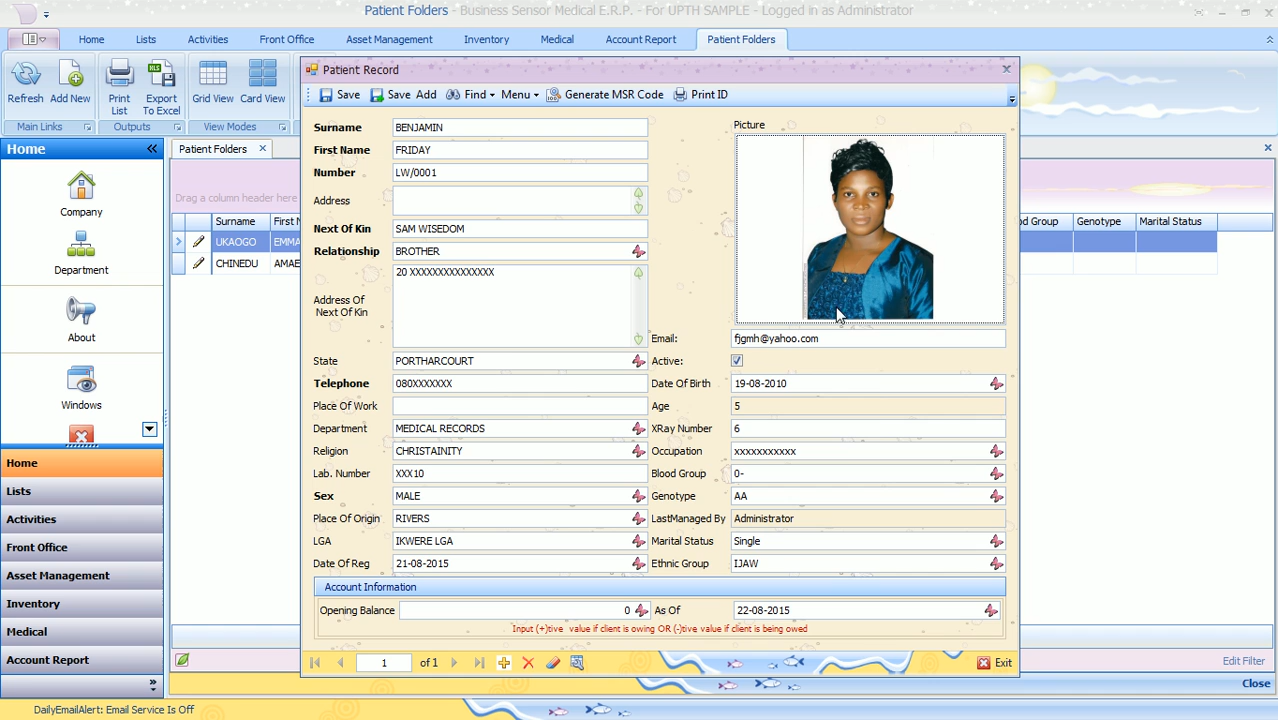 Patient Folders - Business Sensor Medical E.R.P. - For UPTH SAMPLE - Logged in as Administrator
Home Lists Activities Front Office Asset Management Inventory Medical Account Report Patient Folders
Refresh Add New Print List Export To Excel Grid View Card View
Main Links Outputs View Modes
Home
Company
Department
About
Windows
Home
Lists
Activities
Front Office
Asset Management
Inventory
Medical
Account Report
Patient Folders
Drag a column header here
Surname First N
UKAOGO EMMA
CHINEDU AMAE
od Group Genotype Marital Status
Patient Record
Save Save Add Find Menu Generate MSR Code Print ID
Surname BENJAMIN
First Name FRIDAY
Number LW/0001
Address
Next Of Kin SAM WISEDOM
Relationship BROTHER
Address Of Next Of Kin 20 XXXXXXXXXXXXXXX
State PORTHARCOURT
Telephone 080XXXXXXX
Place Of Work
Department MEDICAL RECORDS
Religion CHRISTAINITY
Lab. Number XXX10
Sex MALE
Place Of Origin RIVERS
LGA IKWERE LGA
Date Of Reg 21-08-2015
Picture
Email: fjgmh@yahoo.com
Active:
Date Of Birth 19-08-2010
Age 5
XRay Number 6
Occupation xxxxxxxxxxx
Blood Group 0-
Genotype AA
LastManaged By Administrator
Marital Status Single
Ethnic Group IJAW
Account Information
Opening Balance 0 As Of 22-08-2015
Input (+)tive value if client is owing OR (-)tive value if client is being owed
1 of 1 Exit
Edit Filter
Close
DailyEmailAlert: Email Service Is Off